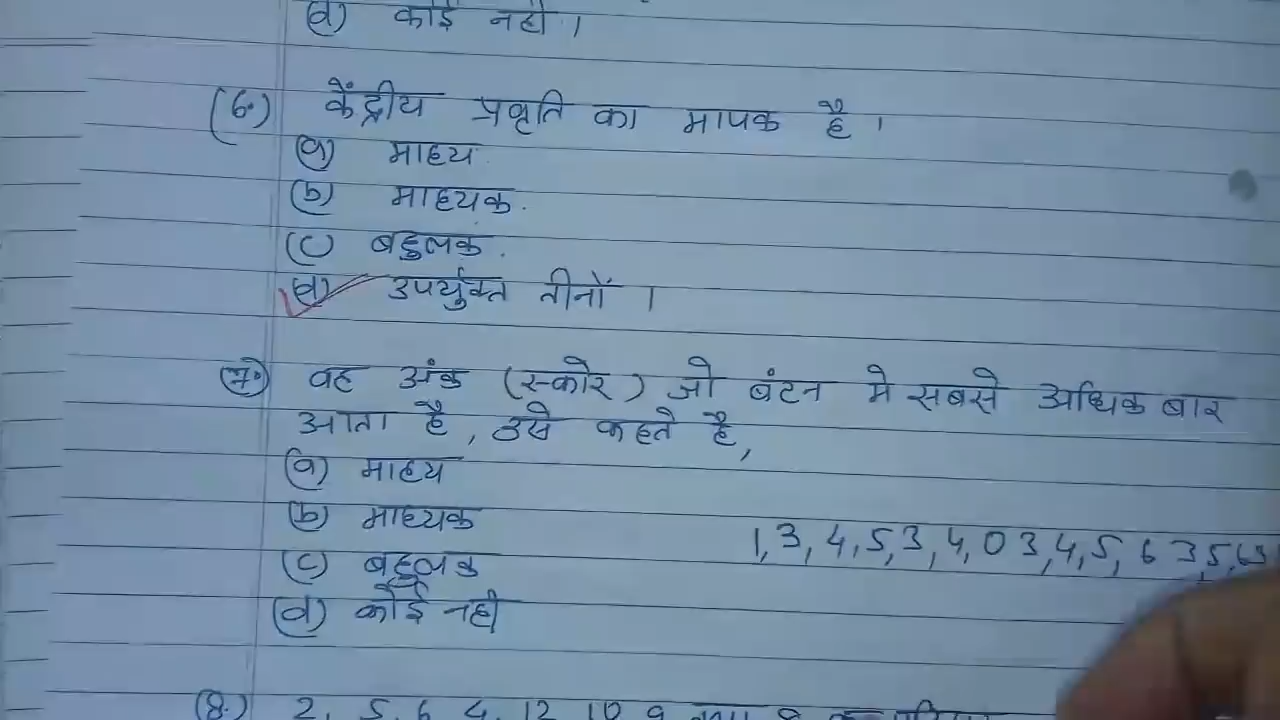 (d) कोई नही।
(6.) केंद्रीय प्रवृति का मापक है।
(a) माध्य.
(b) माध्यक.
(c) बहुलक.
(d) उपर्युक्त तीनों।
(7.) वह अंक (स्कोर) जो बंटन मे सबसे अधिक बार
आता है, उसे कहते है,
(a) माध्य
(b) माध्यक
1, 3, 4, 5, 3, 4, 0 3, 4, 5, 6 3, 5, 6
(c) बहुलक
(d) कोई नही
(8.) 2, 5, 6, 4, 12, 10, 9